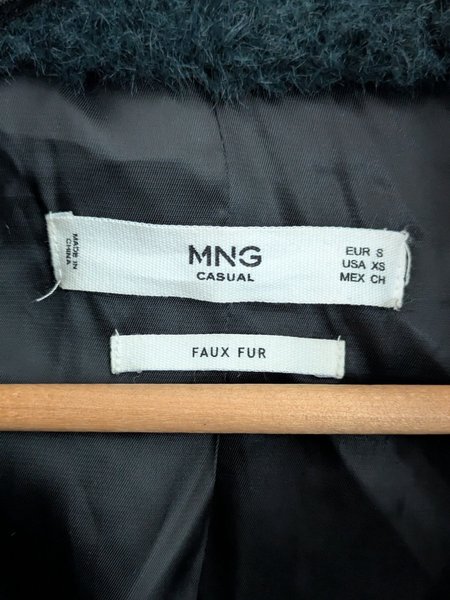 MADE IN
CHINA
MNG
CASUAL
EUR S
USA XS
MEX CH
FAUX FUR